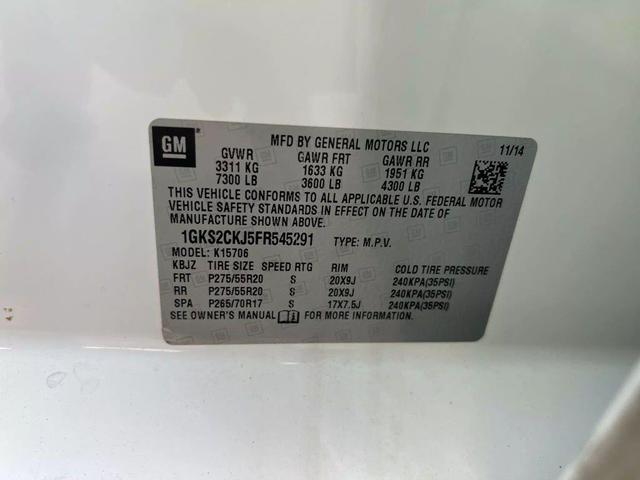 GM
MFD BY GENERAL MOTORS LLC 11/14
GVWR GAWR FRT GAWR RR
3311 KG 1633 KG 1951 KG
7300 LB 3600 LB 4300 LB
THIS VEHICLE CONFORMS TO ALL APPLICABLE U.S. FEDERAL MOTOR
VEHICLE SAFETY STANDARDS IN EFFECT ON THE DATE OF
MANUFACTURE SHOWN ABOVE.
1GKS2CKJ5FR545291 TYPE: M.P.V.
MODEL: K15706
KBJZ TIRE SIZE SPEED RTG RIM COLD TIRE PRESSURE
FRT P275/55R20 S 20X9J 240KPA(35PSI)
RR P275/55R20 S 20X9J 240KPA(35PSI)
SPA P265/70R17 S 17X7.5J 240KPA(35PSI)
SEE OWNER'S MANUAL FOR MORE INFORMATION.